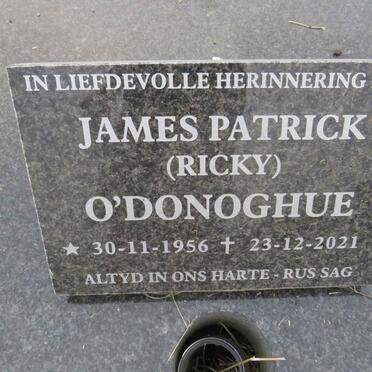 IN LIEFDEVOLLE HERINNERING
JAMES PATRICK
(RICKY)
O'DONOGHUE
★ 30-11-1956 ✝ 23-12-2021
ALTYD IN ONS HARTE - RUS SAG